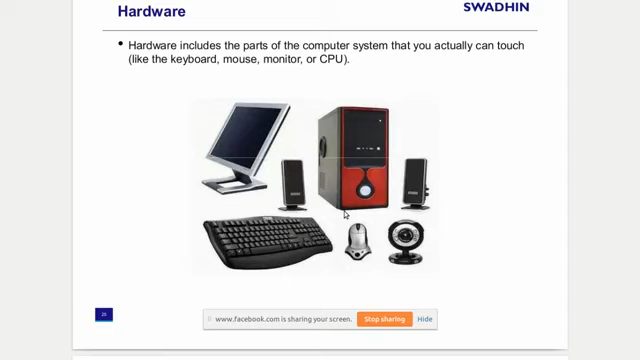 Hardware
SWADHIN
• Hardware includes the parts of the computer system that you actually can touch
(like the keyboard, mouse, monitor, or CPU).
www.facebook.com is sharing your screen. Stop sharing Hide